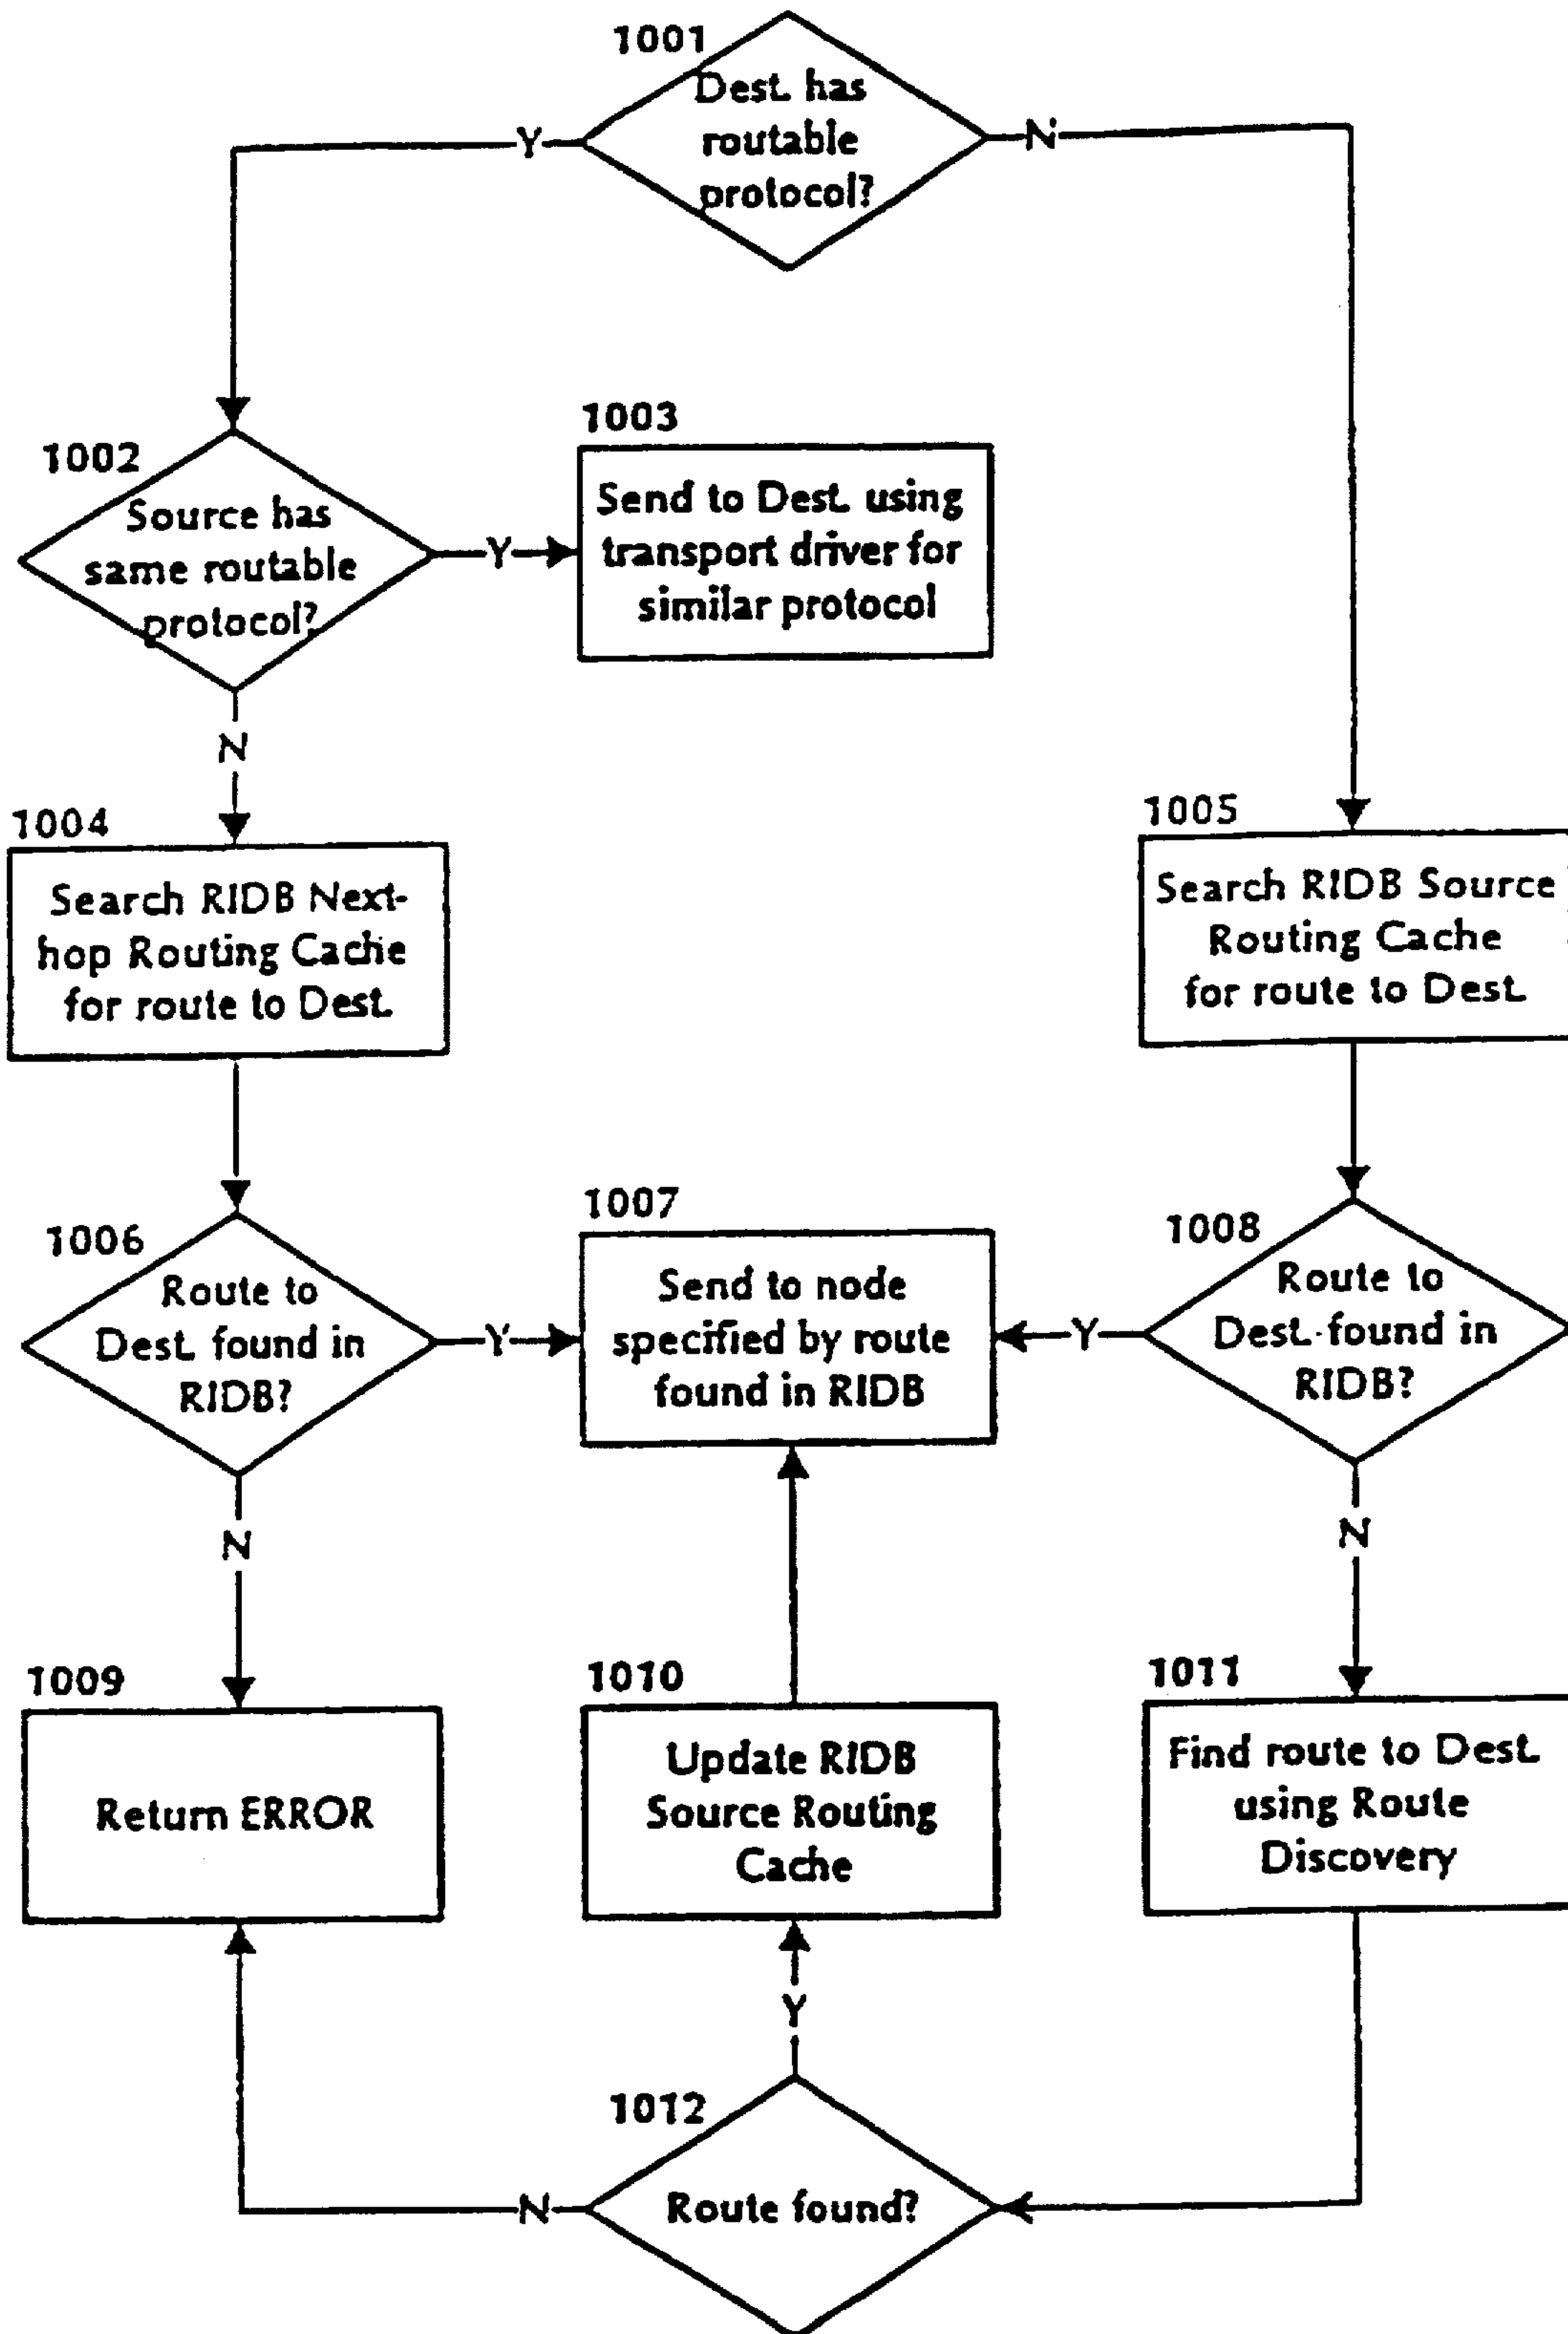 1001
Dest. has
routable
protocol?
Y
N
1002
Source has
same routable
protocol?
Y
1003
Send to Dest. using
transport driver for
similar protocol
N
1004
Search RIDB Next-
hop Routing Cache
for route to Dest.
1005
Search RIDB Source
Routing Cache
for route to Dest.
1006
Route to
Dest. found in
RIDB?
Y
1007
Send to node
specified by route
found in RIDB
Y
1008
Route to
Dest. found in
RIDB?
N
N
1009
Return ERROR
1010
Update RIDB
Source Routing
Cache
1011
Find route to Dest.
using Route
Discovery
Y
1012
Route found?
N